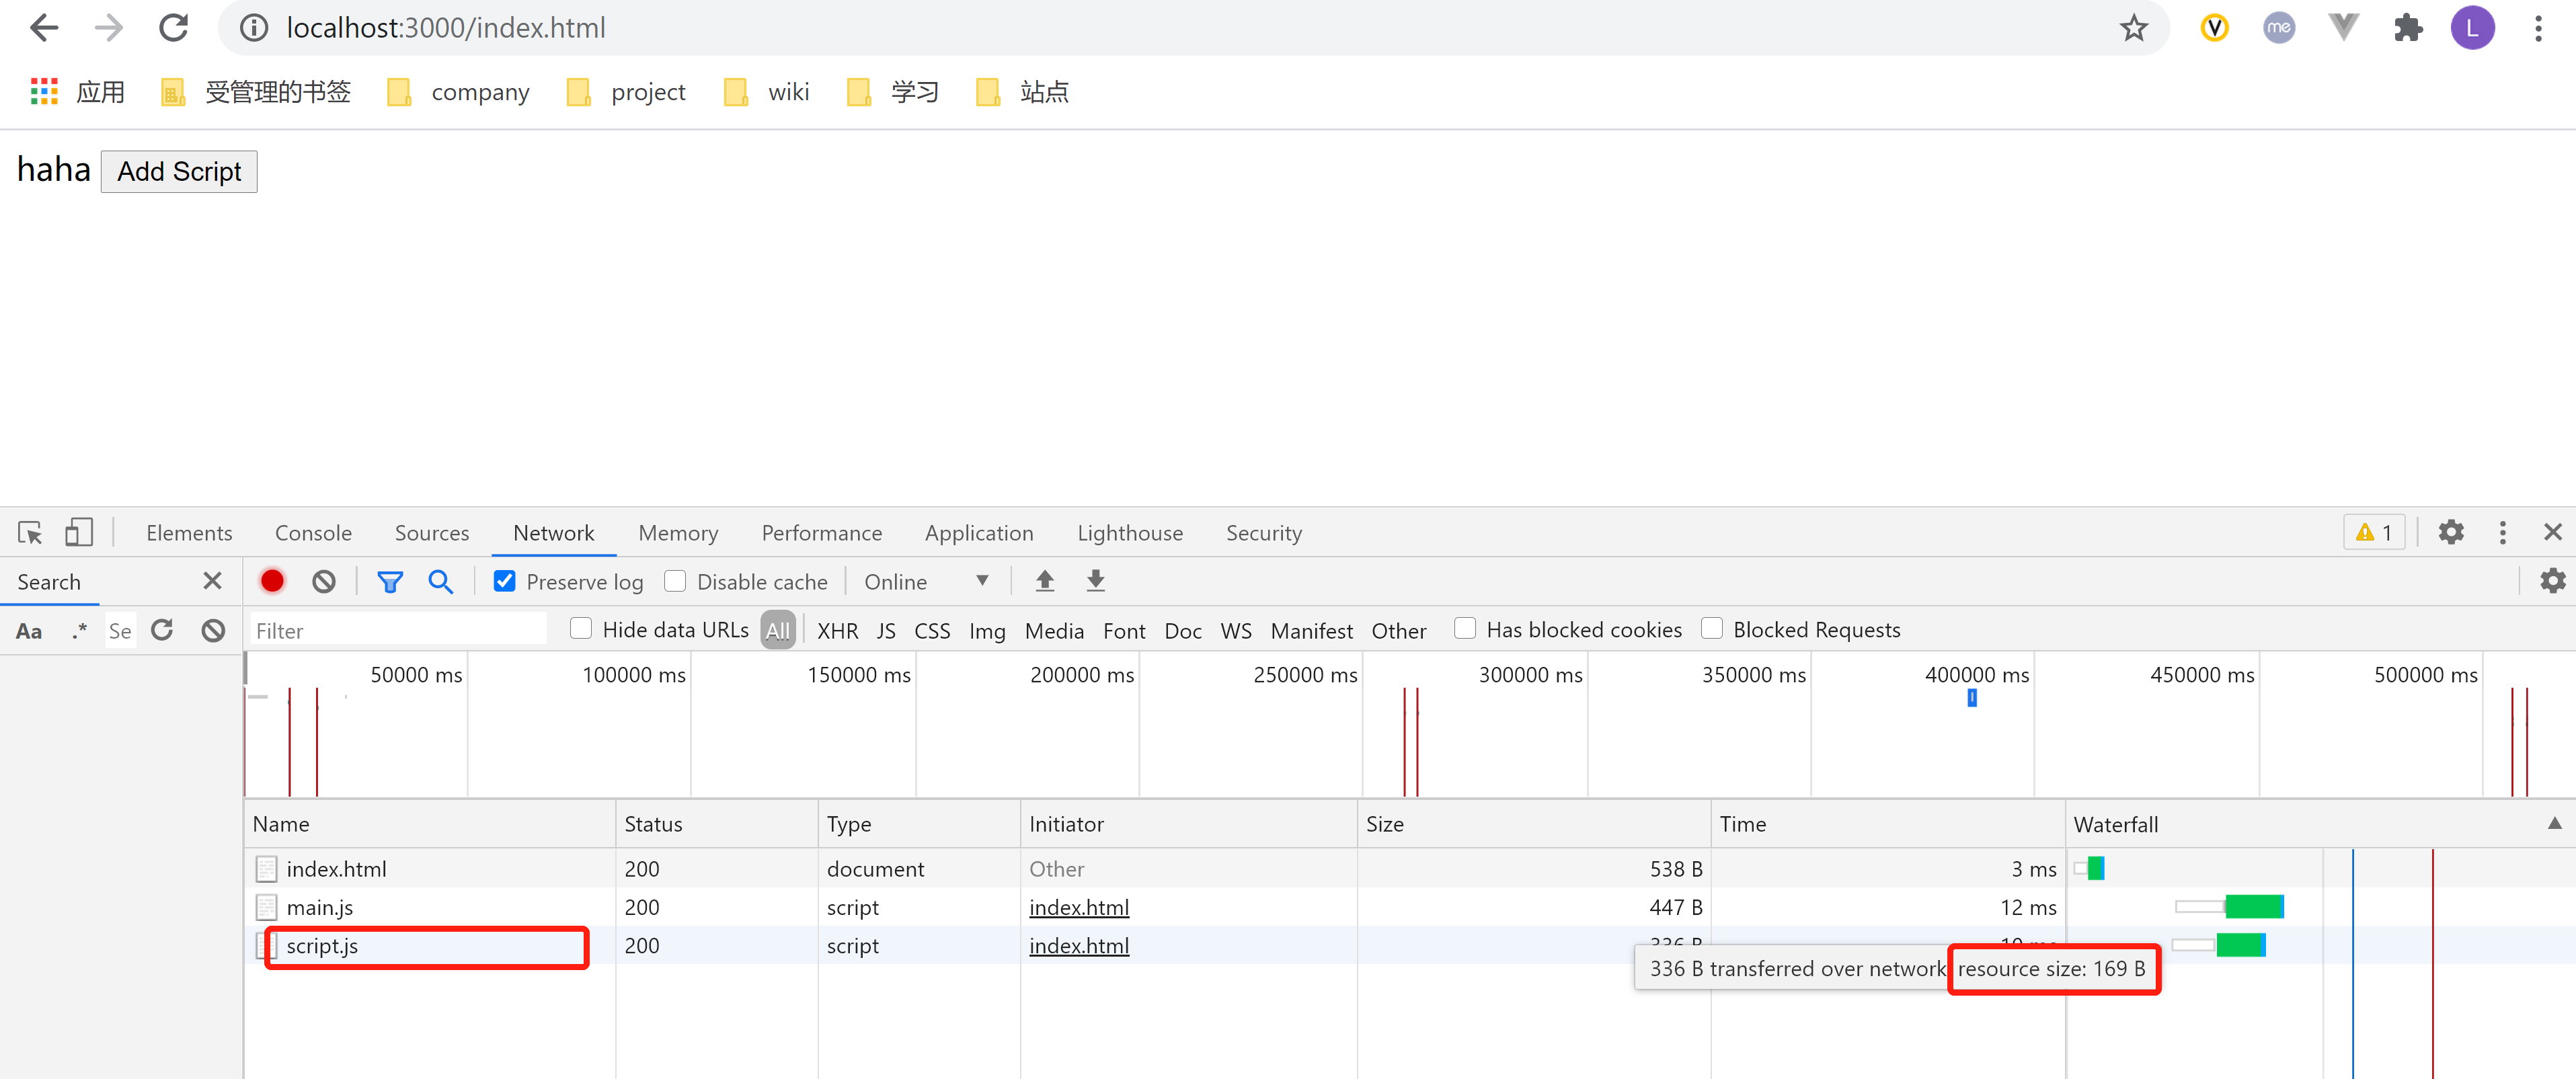 localhost:3000/index.html
V me L
应用 受管理的书签 company project wiki 学习 站点
haha Add Script
Elements Console Sources Network Memory Performance Application Lighthouse Security 1
Search Preserve log Disable cache Online
Aa .* Se Filter Hide data URLs All XHR JS CSS Img Media Font Doc WS Manifest Other Has blocked cookies Blocked Requests
50000 ms 100000 ms 150000 ms 200000 ms 250000 ms 300000 ms 350000 ms 400000 ms 450000 ms 500000 ms
Name Status Type Initiator Size Time Waterfall
index.html 200 document Other 538 B 3 ms
main.js 200 script index.html 447 B 12 ms
script.js 200 script index.html 336 B
336 B transferred over network resource size: 169 B